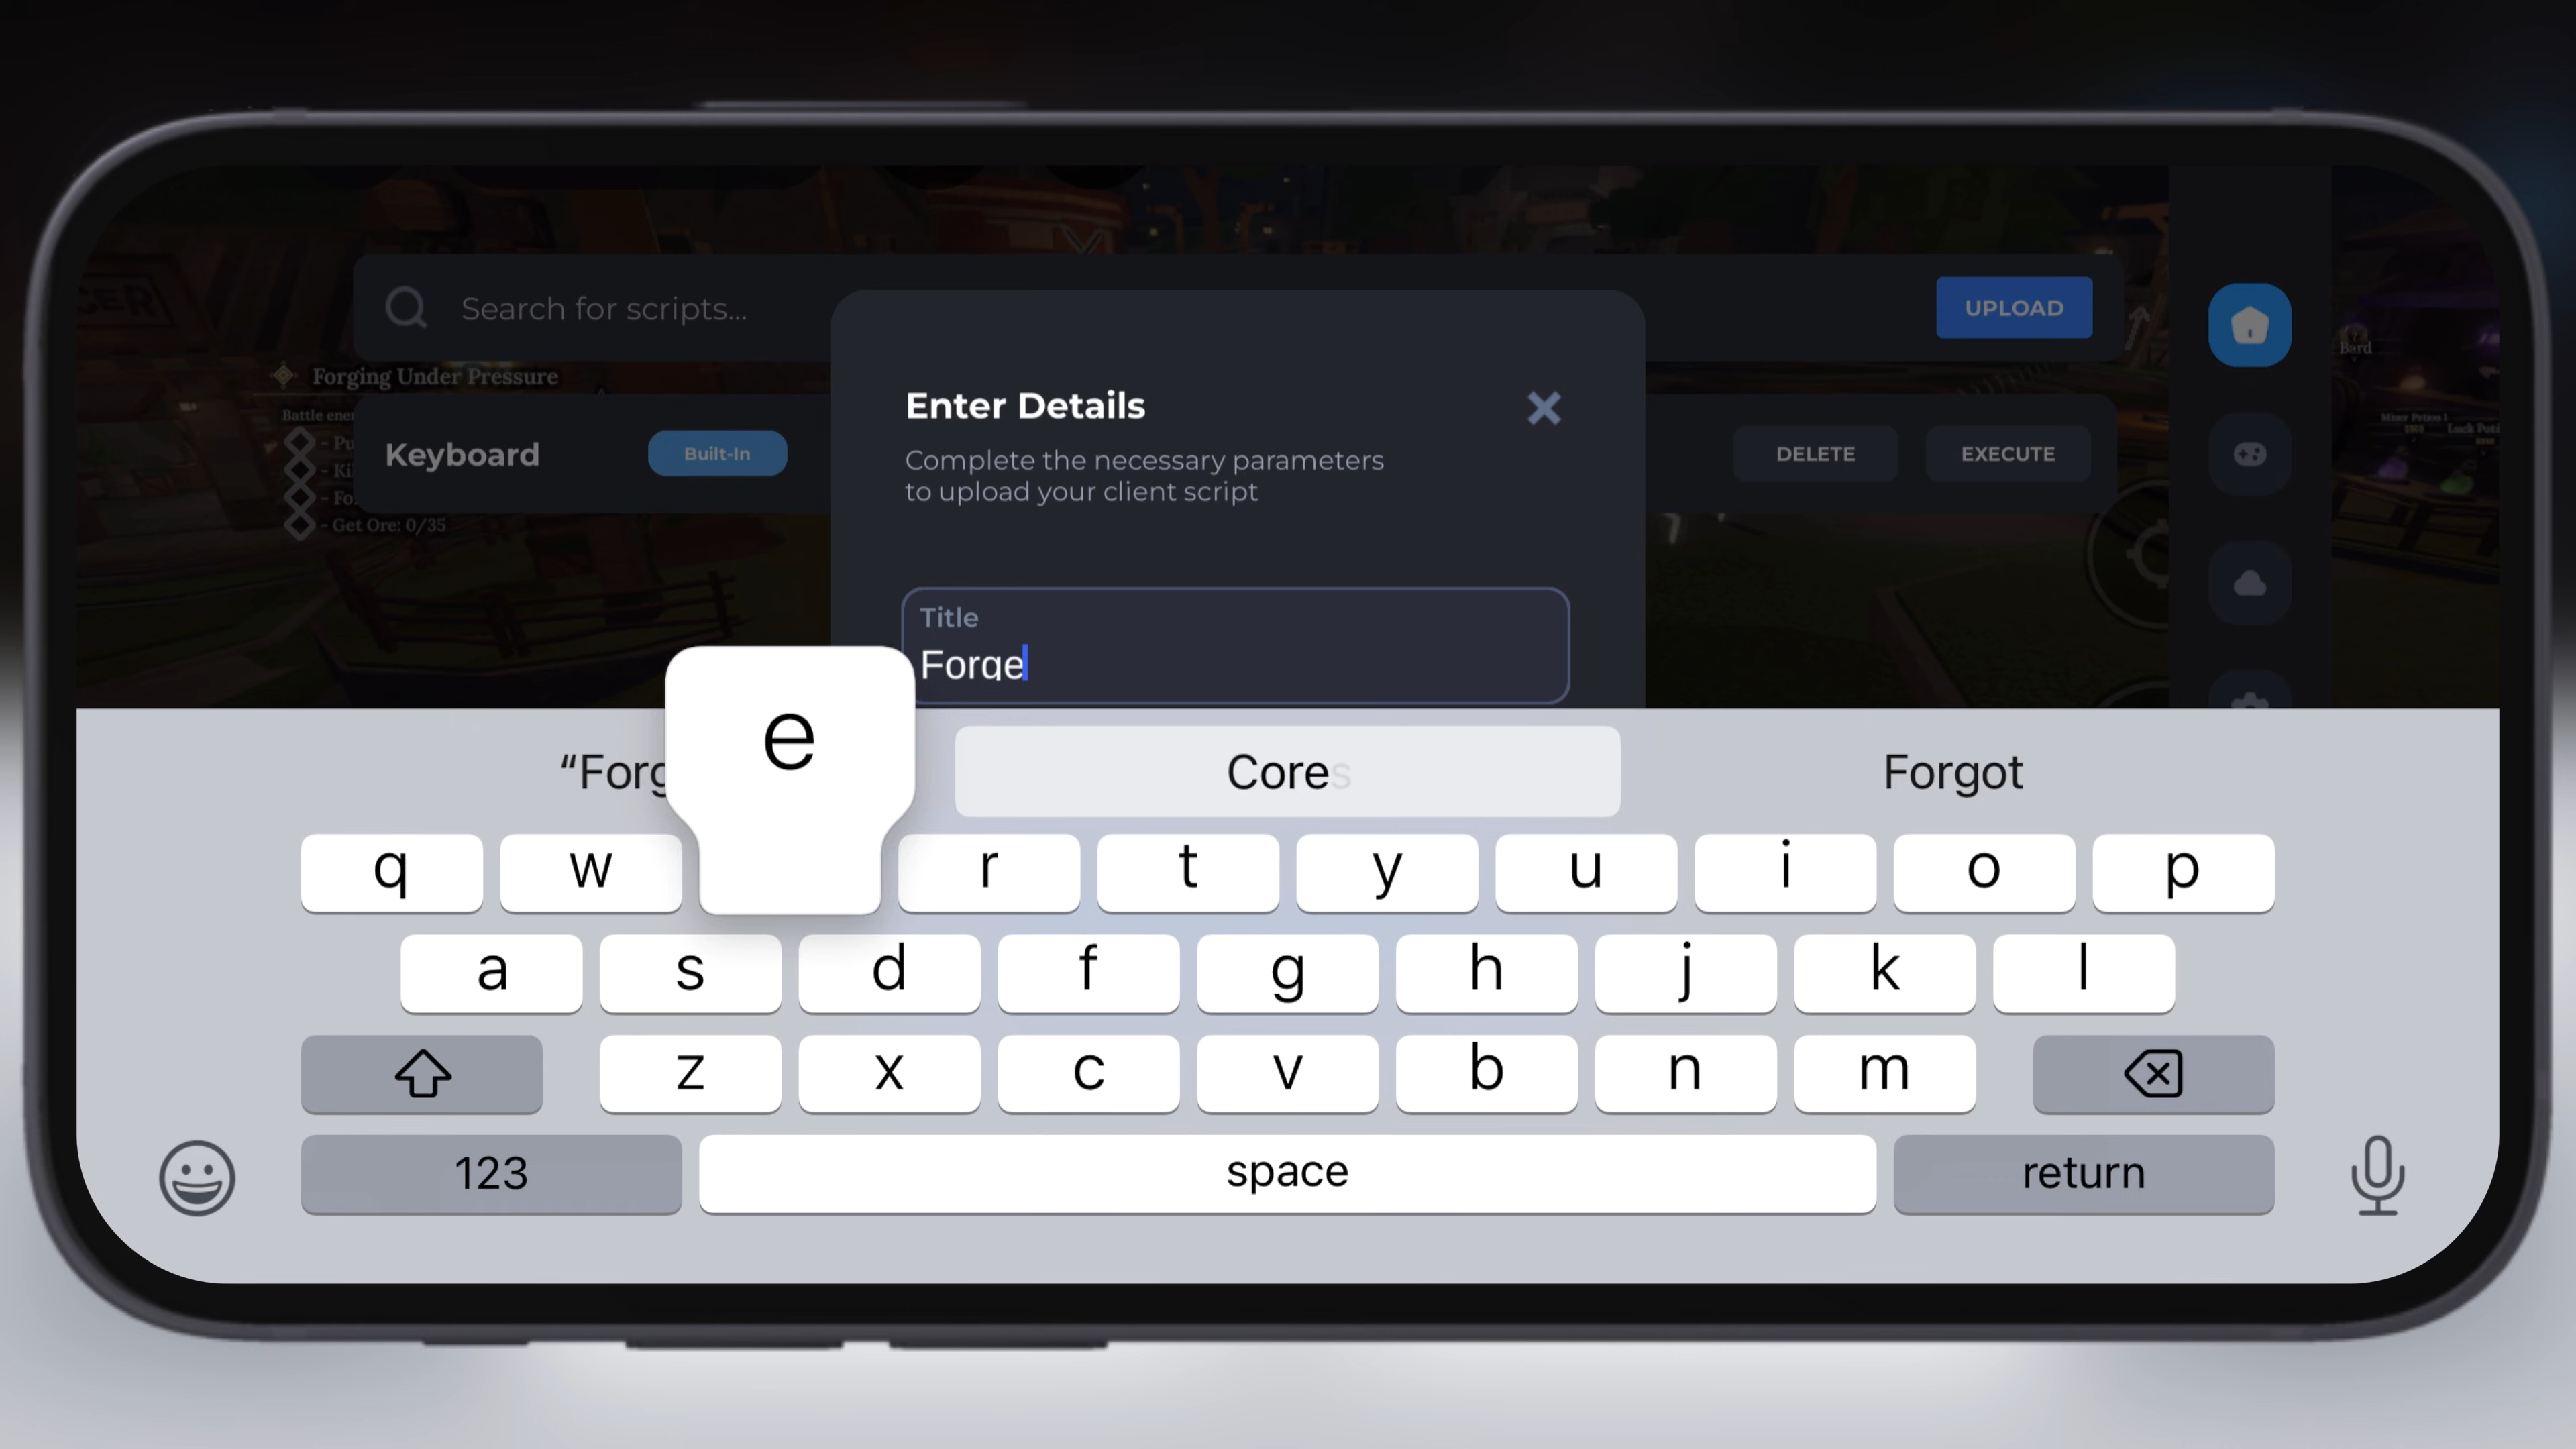 Search for scripts...
UPLOAD
Forging Under Pressure
Bard
Enter Details
Battle
Complete the necessary parameters
to upload your client script
Keyboard
Built-In
DELETE
EXECUTE
- Get Ore: 0/35
Title
Forge
e
"Forg
Cores
Forgot
q w r t y u i o p
a s d f g h j k l
z x c v b n m
123
space
return